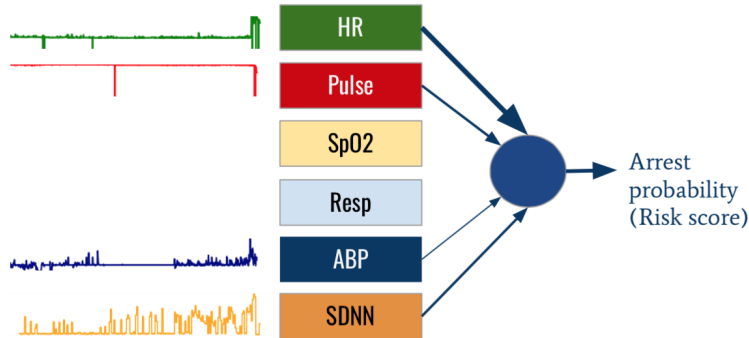 HR
Pulse
SpO2
Resp
ABP
SDNN
Arrest
probability
(Risk score)